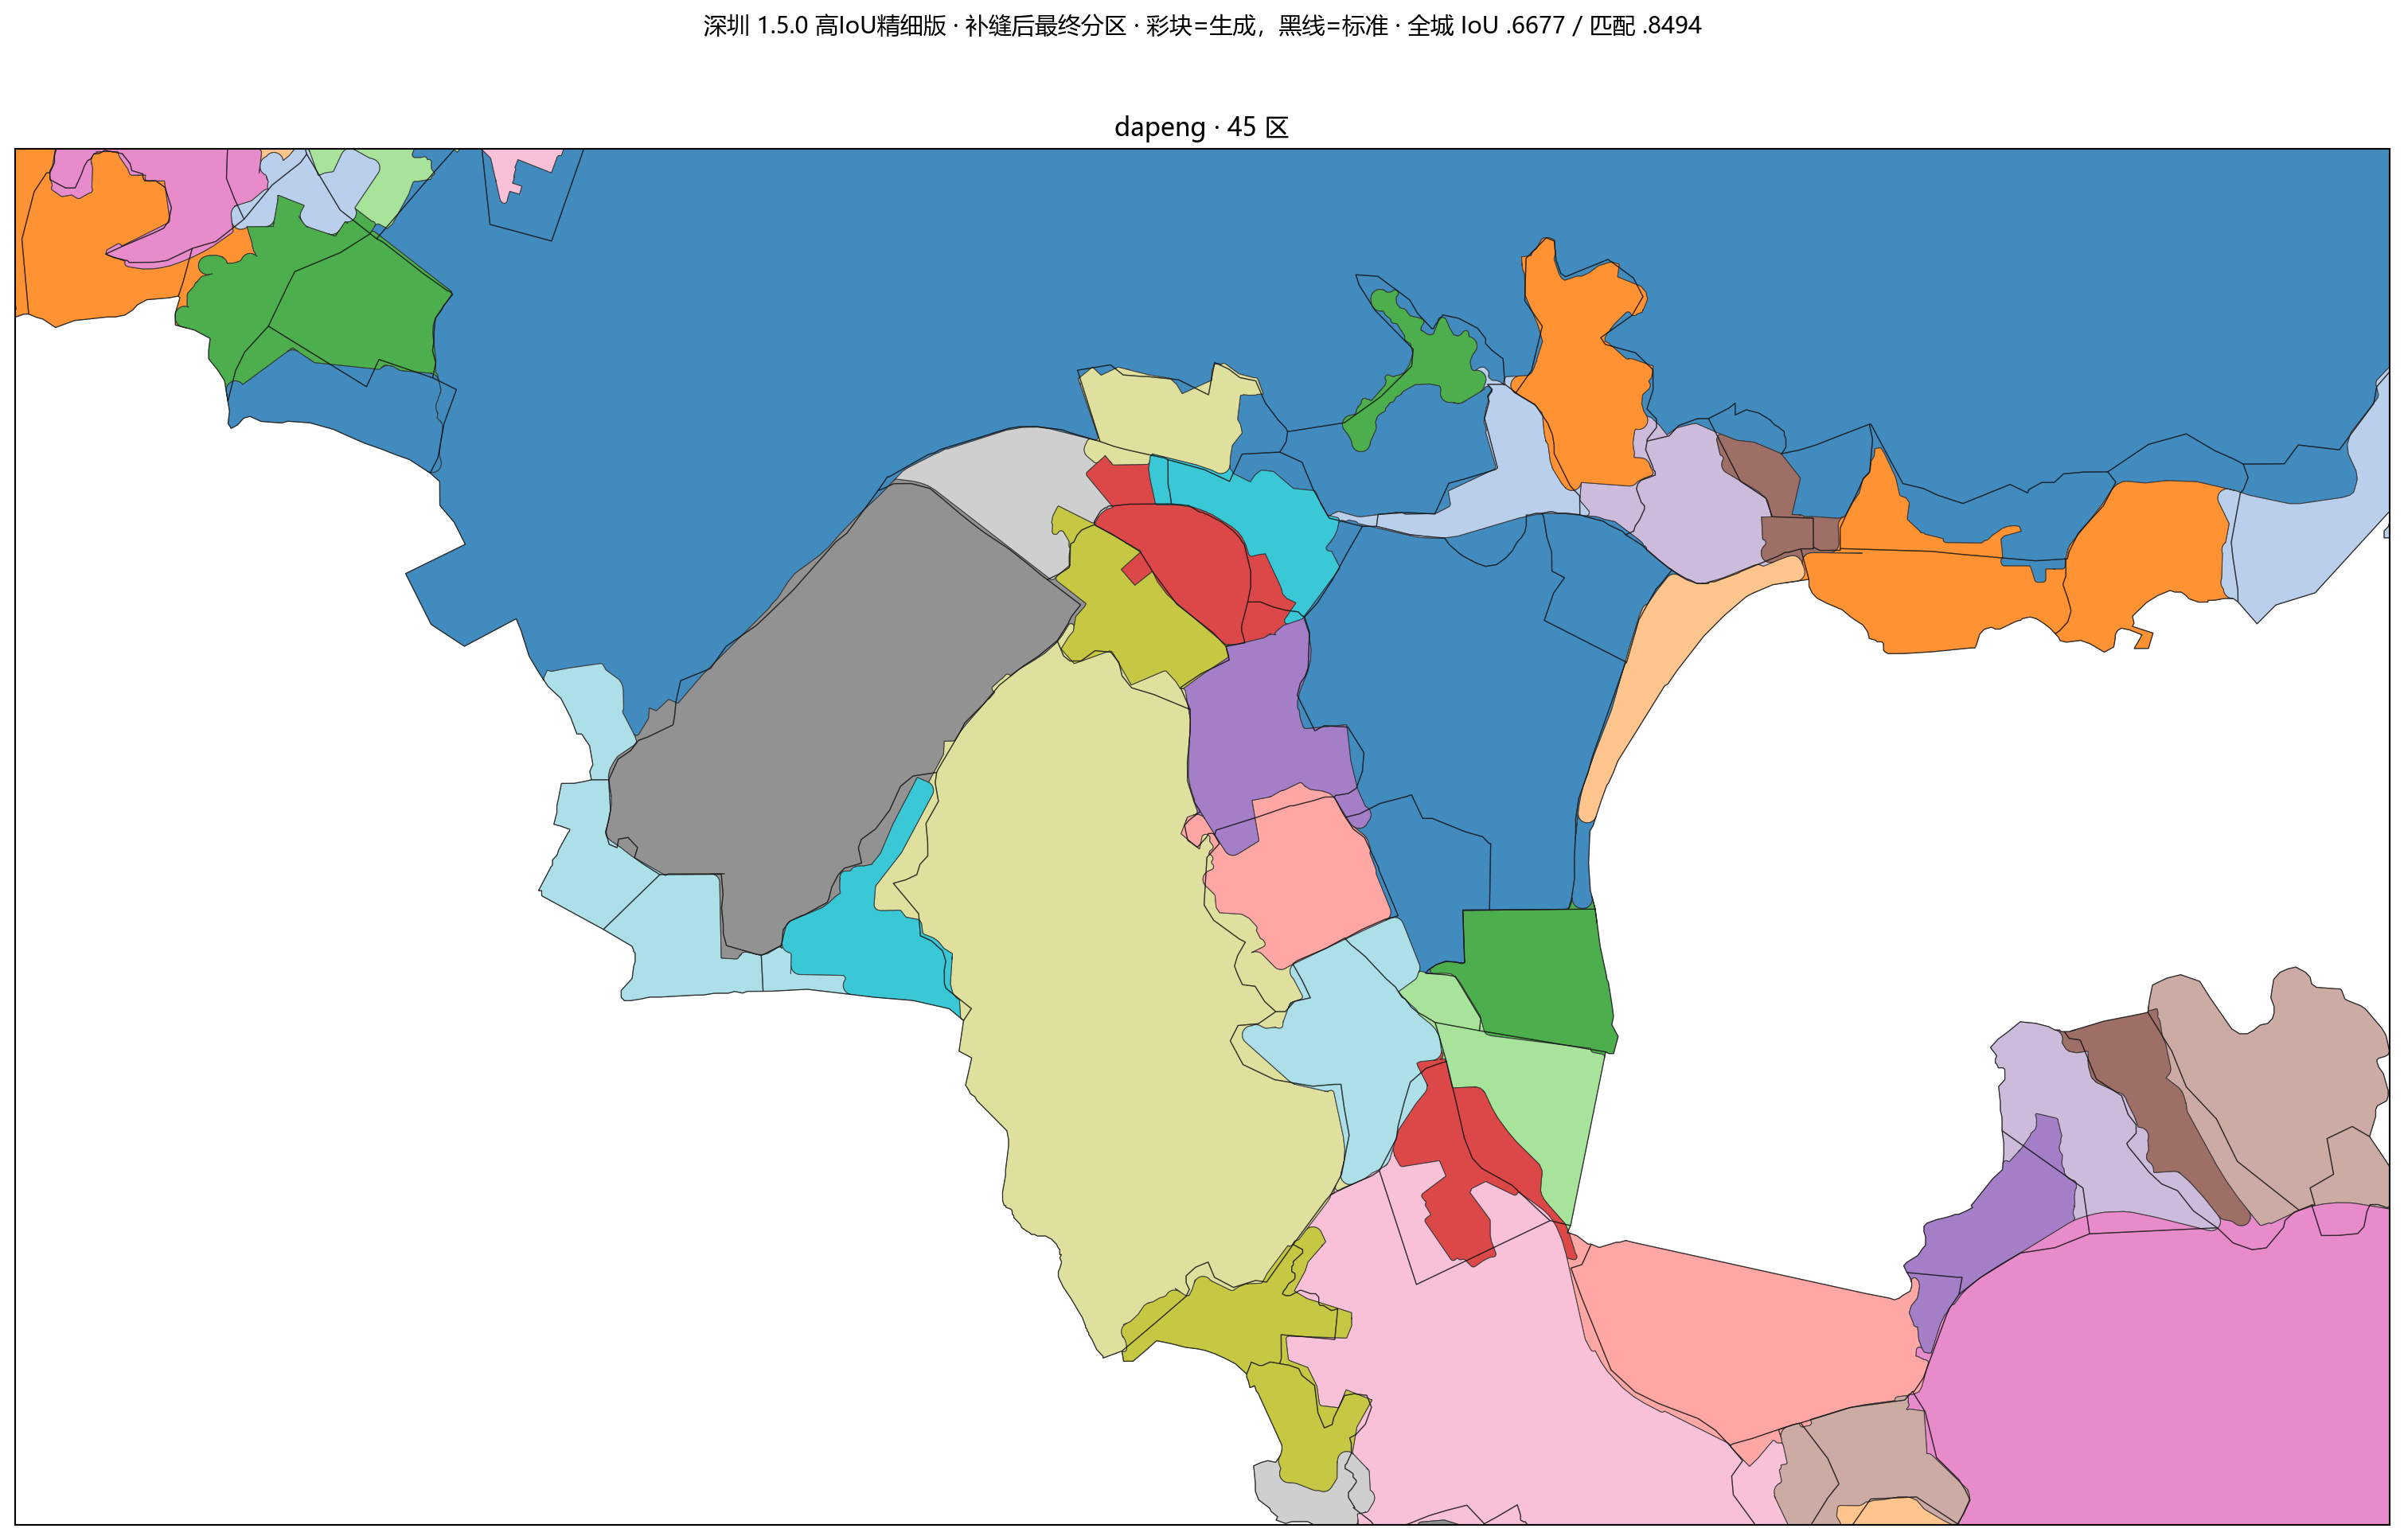 深圳 1.5.0 高IoU精细版 · 补缝后最终分区 · 彩块=生成，黑线=标准 · 全城 IoU .6677 / 匹配 .8494
dapeng · 45 区